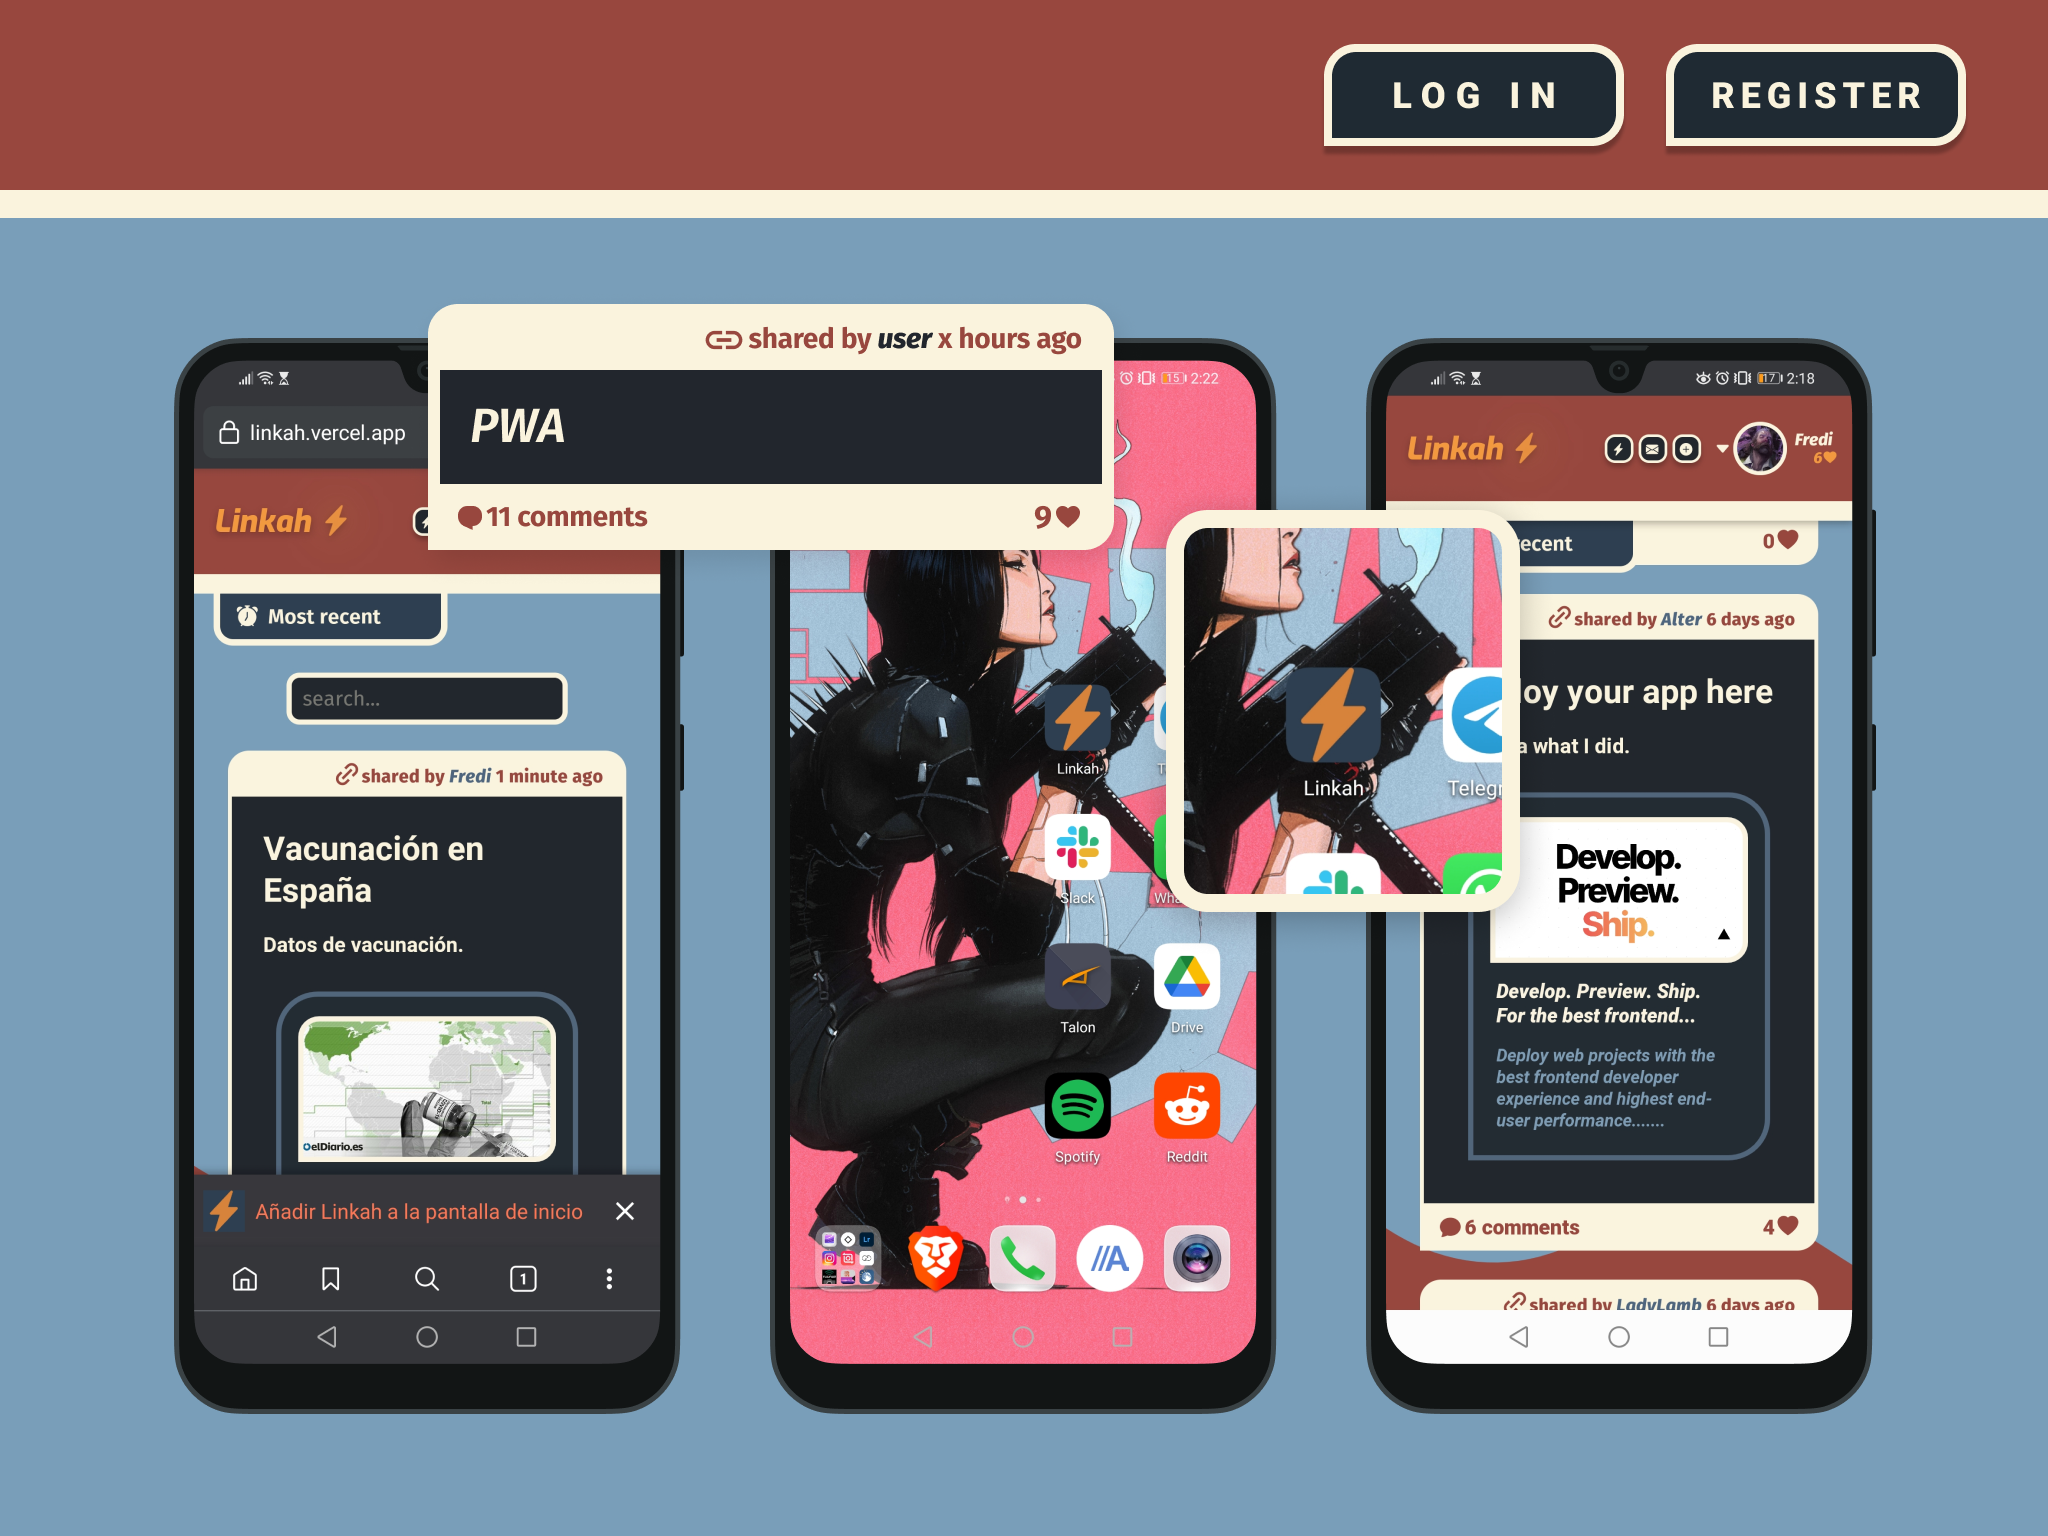 LOG IN
REGISTER
shared by user x hours ago
PWA
11 comments
9
linkah.vercel.app
Linkah
Most recent
search...
shared by Fredi 1 minute ago
Vacunación en
España
Datos de vacunación.
elDiario.es
Añadir Linkah a la pantalla de inicio
1
15
2:22
Linkah
Slack
Talon
Drive
Spotify
Reddit
Linkah
17
2:18
Linkah
Fredi
6
0
shared by Alter 6 days ago
your app here
what I did.
Develop.
Preview.
Ship.
Develop. Preview. Ship.
For the best frontend...
Deploy web projects with the
best frontend developer
experience and highest end-
user performance.......
6 comments
4
shared by LadyLamb 6 days ago